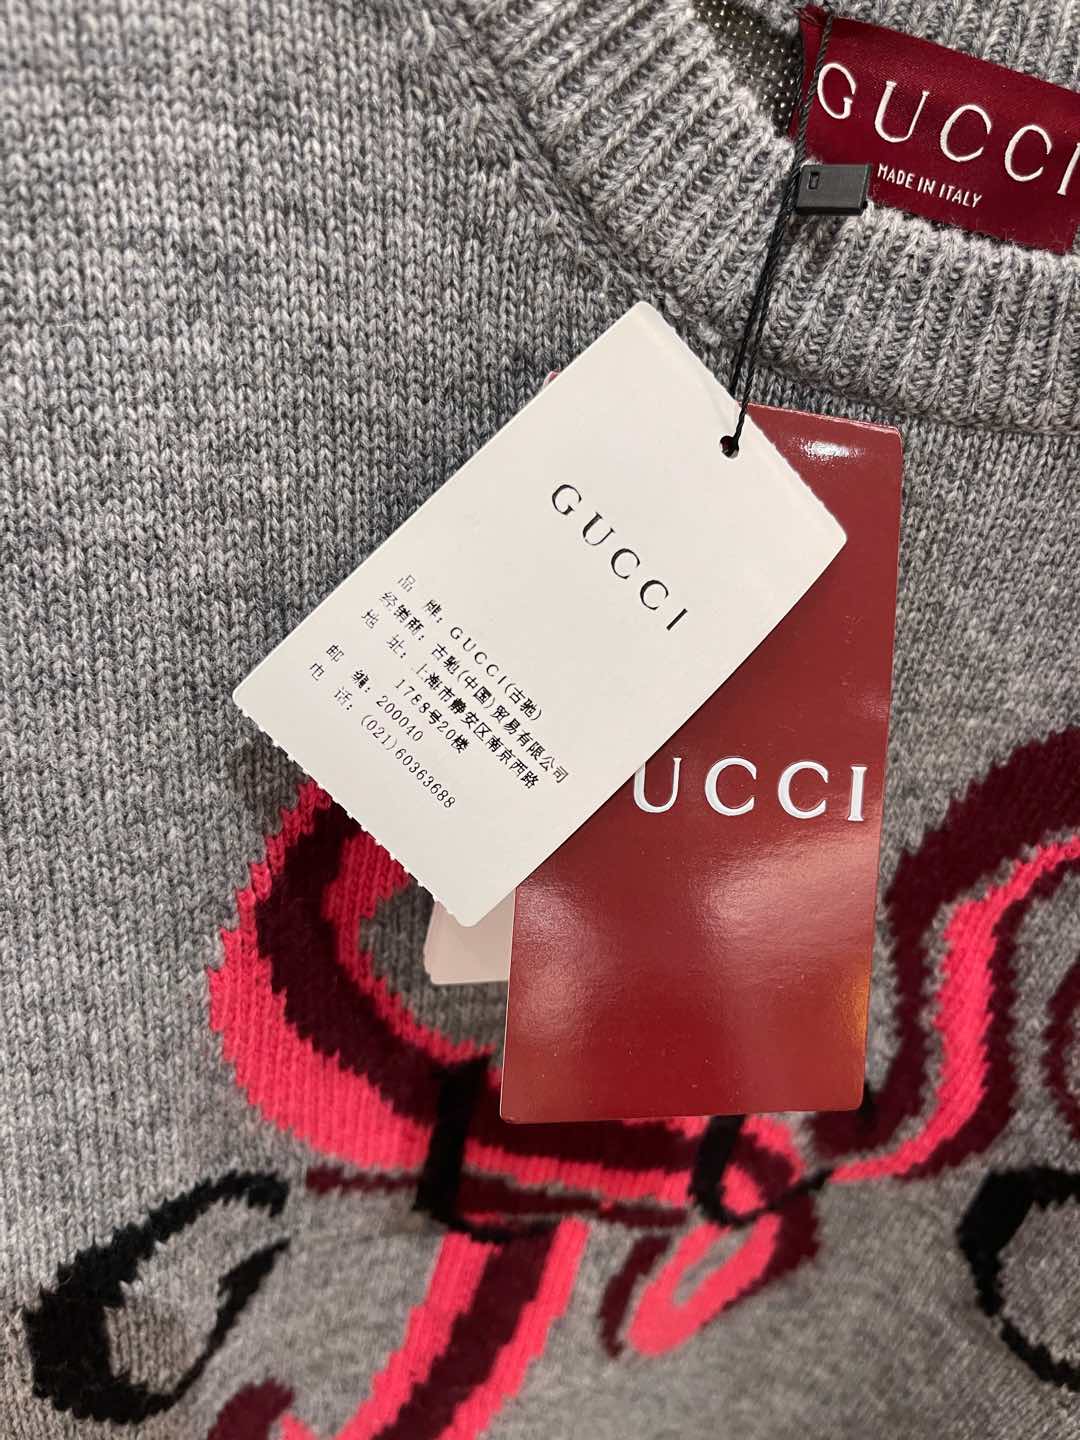 GUCCI
MADE IN ITALY
GUCCI
品 牌: GUCCI(古驰)
经销商: 古驰(中国)贸易有限公司
地 址: 上海市静安区南京西路
1788号20楼
邮 编: 200040
电 话: (021)60363688
UCCI